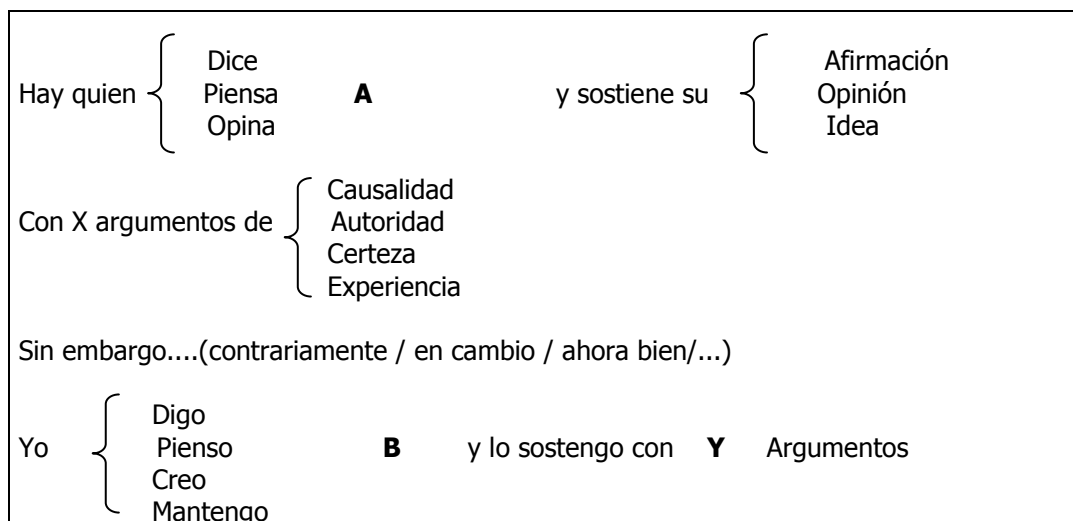 Dice Afirmación
Hay quien Piensa A y sostiene su Opinión
Opina Idea
Causalidad
Con X argumentos de Autoridad
Certeza
Experiencia
Sin embargo....(contrariamente / en cambio / ahora bien/...)
Digo
Yo Pienso B y lo sostengo con Y Argumentos
Creo
Mantengo